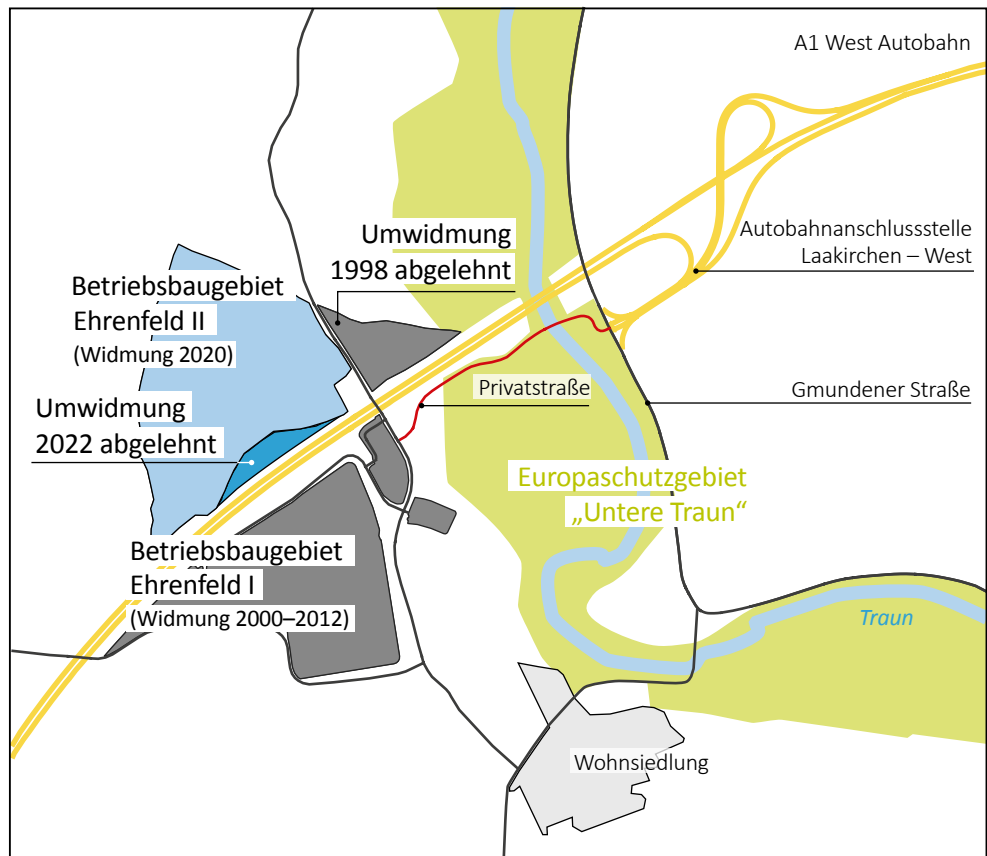 A1 West Autobahn
Umwidmung
1998 abgelehnt
Autobahnanschlussstelle
Laakirchen – West
Betriebsbaugebiet
Ehrenfeld II
(Widmung 2020)
Privatstraße
Gmundener Straße
Umwidmung
2022 abgelehnt
Europaschutzgebiet
„Untere Traun“
Betriebsbaugebiet
Ehrenfeld I
(Widmung 2000–2012)
Traun
Wohnsiedlung